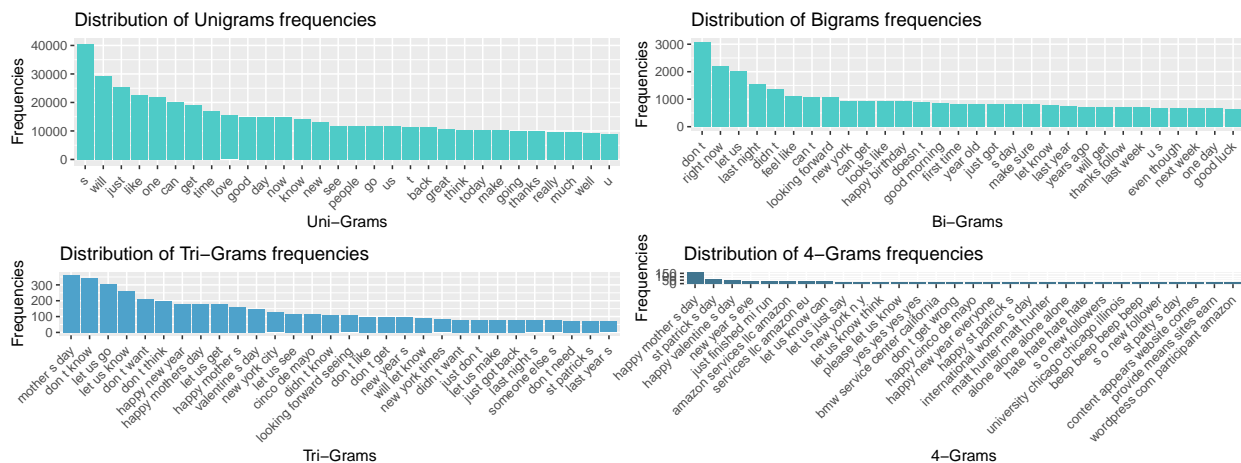 Distribution of Unigrams frequencies
Frequencies
40000
30000
20000
10000
0
s
will
just
like
one
can
get
time
love
good
day
now
know
new
see
people
go
us
t
back
great
think
today
make
going
thanks
really
much
well
u
Uni−Grams
Distribution of Bigrams frequencies
Frequencies
3000
2000
1000
0
don t
right now
let us
last night
didn t
feel like
can t
looking forward
new york
can get
looks like
happy birthday
doesn t
good morning
first time
year old
just got
s day
make sure
let know
last year
years ago
will get
thanks follow
last week
u s
even though
next week
one day
good luck
Bi−Grams
Distribution of Tri−Grams frequencies
Frequencies
300
200
100
0
mother s day
don t know
let us go
let us know
don t want
don t think
happy new year
happy mothers day
let us get
happy mother s
valentine s day
new york city
let us see
cinco de mayo
didn t know
looking forward seeing
don t like
don t get
new year s
will let know
new york times
didn t want
just don t
let us make
just got back
last night s
someone else s
don t need
st patrick s
last year s
Tri−Grams
Distribution of 4−Grams frequencies
Frequencies
150
100
50
happy mother s day
st patrick s day
happy valentine s day
new year s eve
just finished mi run
amazon services llc amazon
services llc amazon eu
let us know can
let us just say
new york n y
let us know think
please let us know
yes yes yes yes
bmw service center california
don t get wrong
happy cinco de mayo
happy new year everyone
happy st patrick s
international women s day
matt hunter matt hunter
alone alone alone alone
hate hate hate hate
s o new followers
university chicago chicago illinois
beep beep beep beep
s o new follower
st patty s day
content appears website comes
provide means sites earn
wordpress com participant amazon
4−Grams